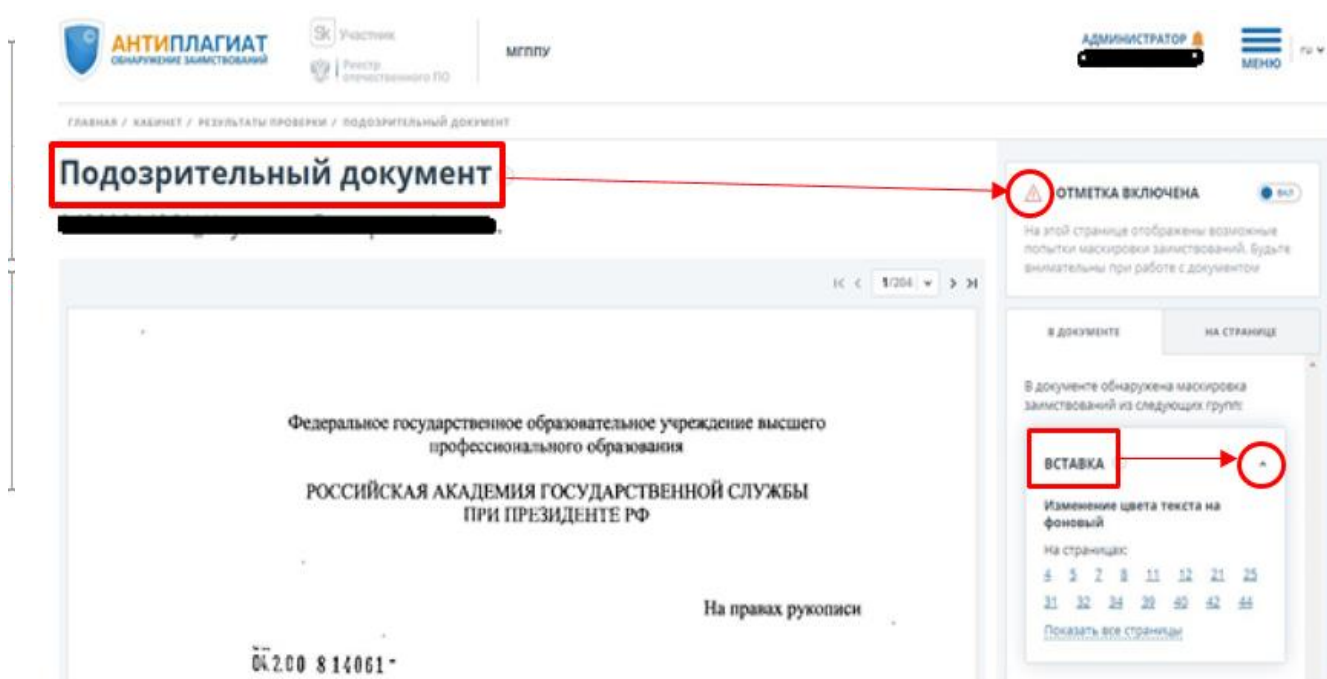 АНТИПЛАГИАТ
ОБНАРУЖЕНИЕ ЗАИМСТВОВАНИЙ
Sk Участник
Реестр
отечественного ПО
МГППУ
АДМИНИСТРАТОР
МЕНЮ
ru
ГЛАВНАЯ / КАБИНЕТ / РЕЗУЛЬТАТЫ ПРОВЕРКИ / ПОДОЗРИТЕЛЬНЫЙ ДОКУМЕНТ
Подозрительный документ
1/204
Федеральное государственное образовательное учреждение высшего
профессионального образования
РОССИЙСКАЯ АКАДЕМИЯ ГОСУДАРСТВЕННОЙ СЛУЖБЫ
ПРИ ПРЕЗИДЕНТЕ РФ
На правах рукописи
04.2.00 814061-
ОТМЕТКА ВКЛЮЧЕНА
ВКЛ
На этой странице отображены возможные
попытки маскировки заимствований. Будьте
внимательны при работе с документом
В ДОКУМЕНТЕ
НА СТРАНИЦЕ
В документе обнаружена маскировка
заимствований из следующих групп:
ВСТАВКА
Изменение цвета текста на
фоновый
На страницах:
4 5 7 8 11 12 21 25
31 32 34 39 40 42 44
Показать все страницы